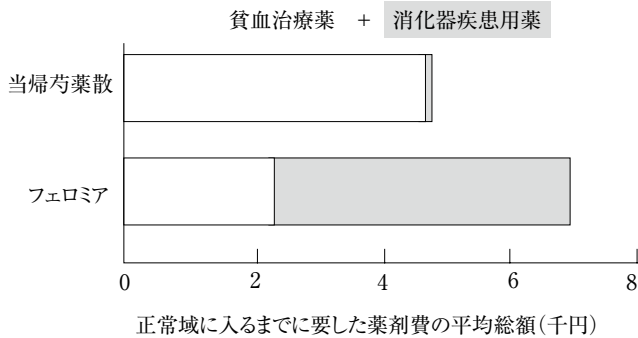 貧血治療薬 + 消化器疾患用薬
当帰芍薬散
フェロミア
0 2 4 6 8
正常域に入るまでに要した薬剤費の平均総額(千円)